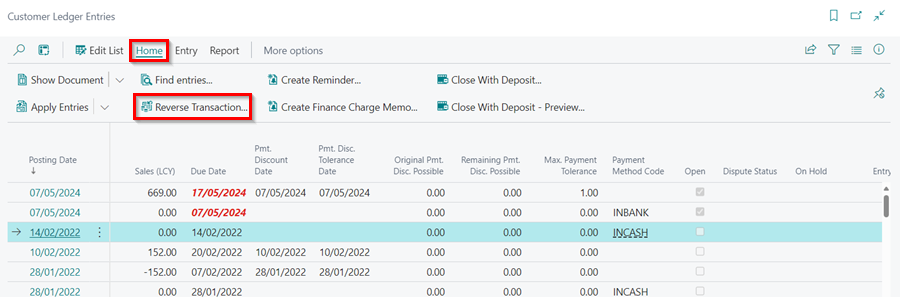 Customer Ledger Entries
Edit List Home Entry Report More options
Show Document Find entries... Create Reminder... Close With Deposit...
Apply Entries Reverse Transaction... Create Finance Charge Memo... Close With Deposit - Preview...
Posting Date ↓ Sales (LCY) Due Date Pmt. Discount Date Pmt. Disc. Tolerance Date Original Pmt. Disc. Possible Remaining Pmt. Disc. Possible Max. Payment Tolerance Payment Method Code Open Dispute Status On Hold Entry
07/05/2024 669.00 17/05/2024 07/05/2024 07/05/2024 0.00 0.00 1.00
07/05/2024 0.00 07/05/2024 0.00 0.00 0.00 INBANK
→ 14/02/2022 0.00 14/02/2022 0.00 0.00 0.00 INCASH
10/02/2022 152.00 20/02/2022 10/02/2022 10/02/2022 0.00 0.00 0.00
28/01/2022 -152.00 07/02/2022 28/01/2022 28/01/2022 0.00 0.00 0.00
28/01/2022 0.00 28/01/2022 0.00 0.00 0.00 INCASH